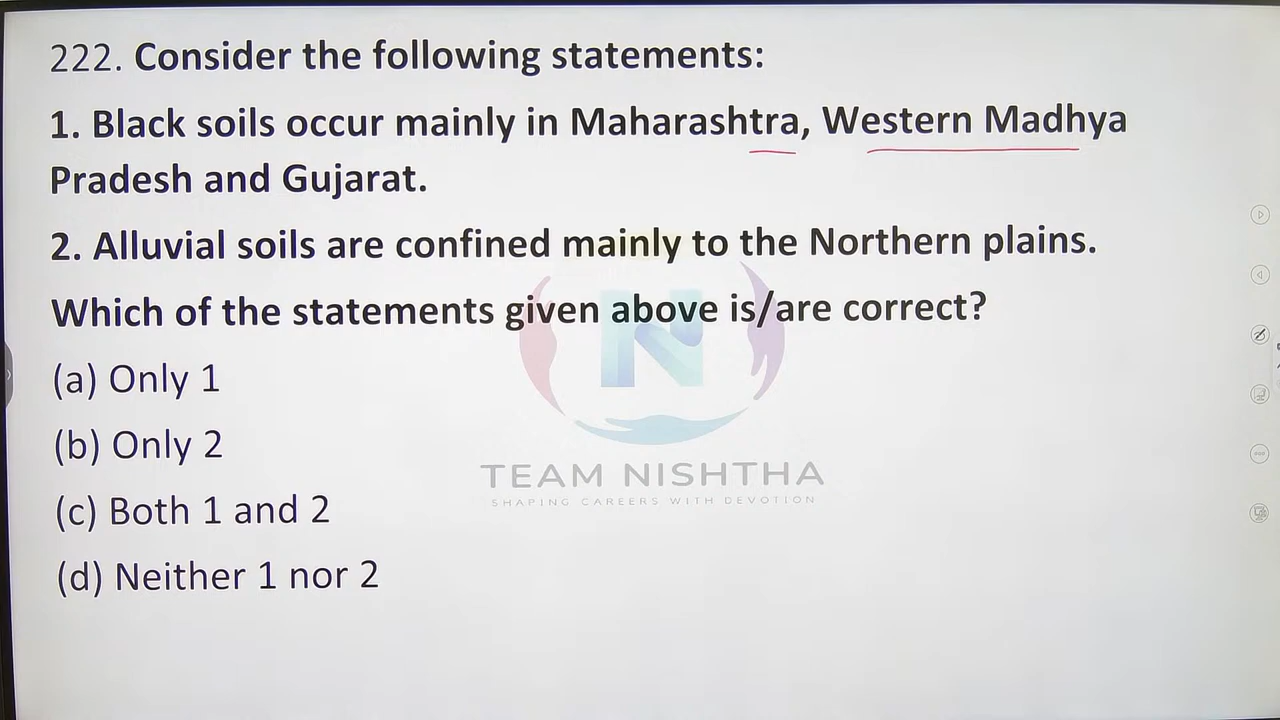 222. Consider the following statements:
1. Black soils occur mainly in Maharashtra, Western Madhya
Pradesh and Gujarat.
2. Alluvial soils are confined mainly to the Northern plains.
Which of the statements given above is/are correct?
(a) Only 1
(b) Only 2
(c) Both 1 and 2
(d) Neither 1 nor 2
TEAM NISHTHA
SHAPING CAREERS WITH DEVOTION